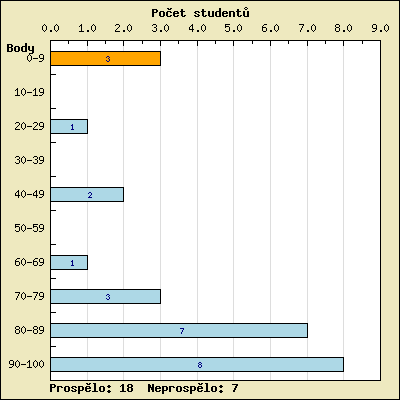 Počet studentů
0.0 1.0 2.0 3.0 4.0 5.0 6.0 7.0 8.0 9.0
Body
0-9 3
10-19
20-29 1
30-39
40-49 2
50-59
60-69 1
70-79 3
80-89 7
90-100 8
Prospělo: 18 Neprospělo: 7